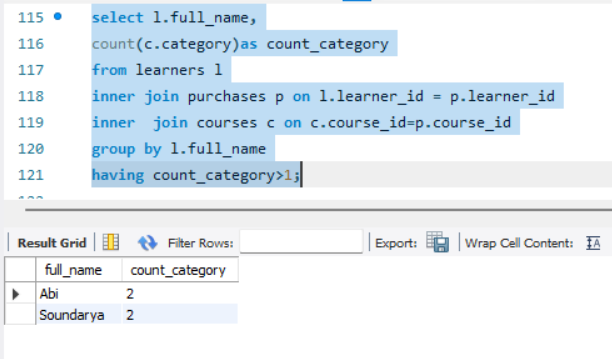 115 select l.full_name,
116 count(c.category)as count_category
117 from learners l
118 inner join purchases p on l.learner_id = p.learner_id
119 inner  join courses c on c.course_id=p.course_id
120 group by l.full_name
121 having count_category>1;
Result Grid Filter Rows: Export: Wrap Cell Content: IA
full_name count_category
Abi 2
Soundarya 2